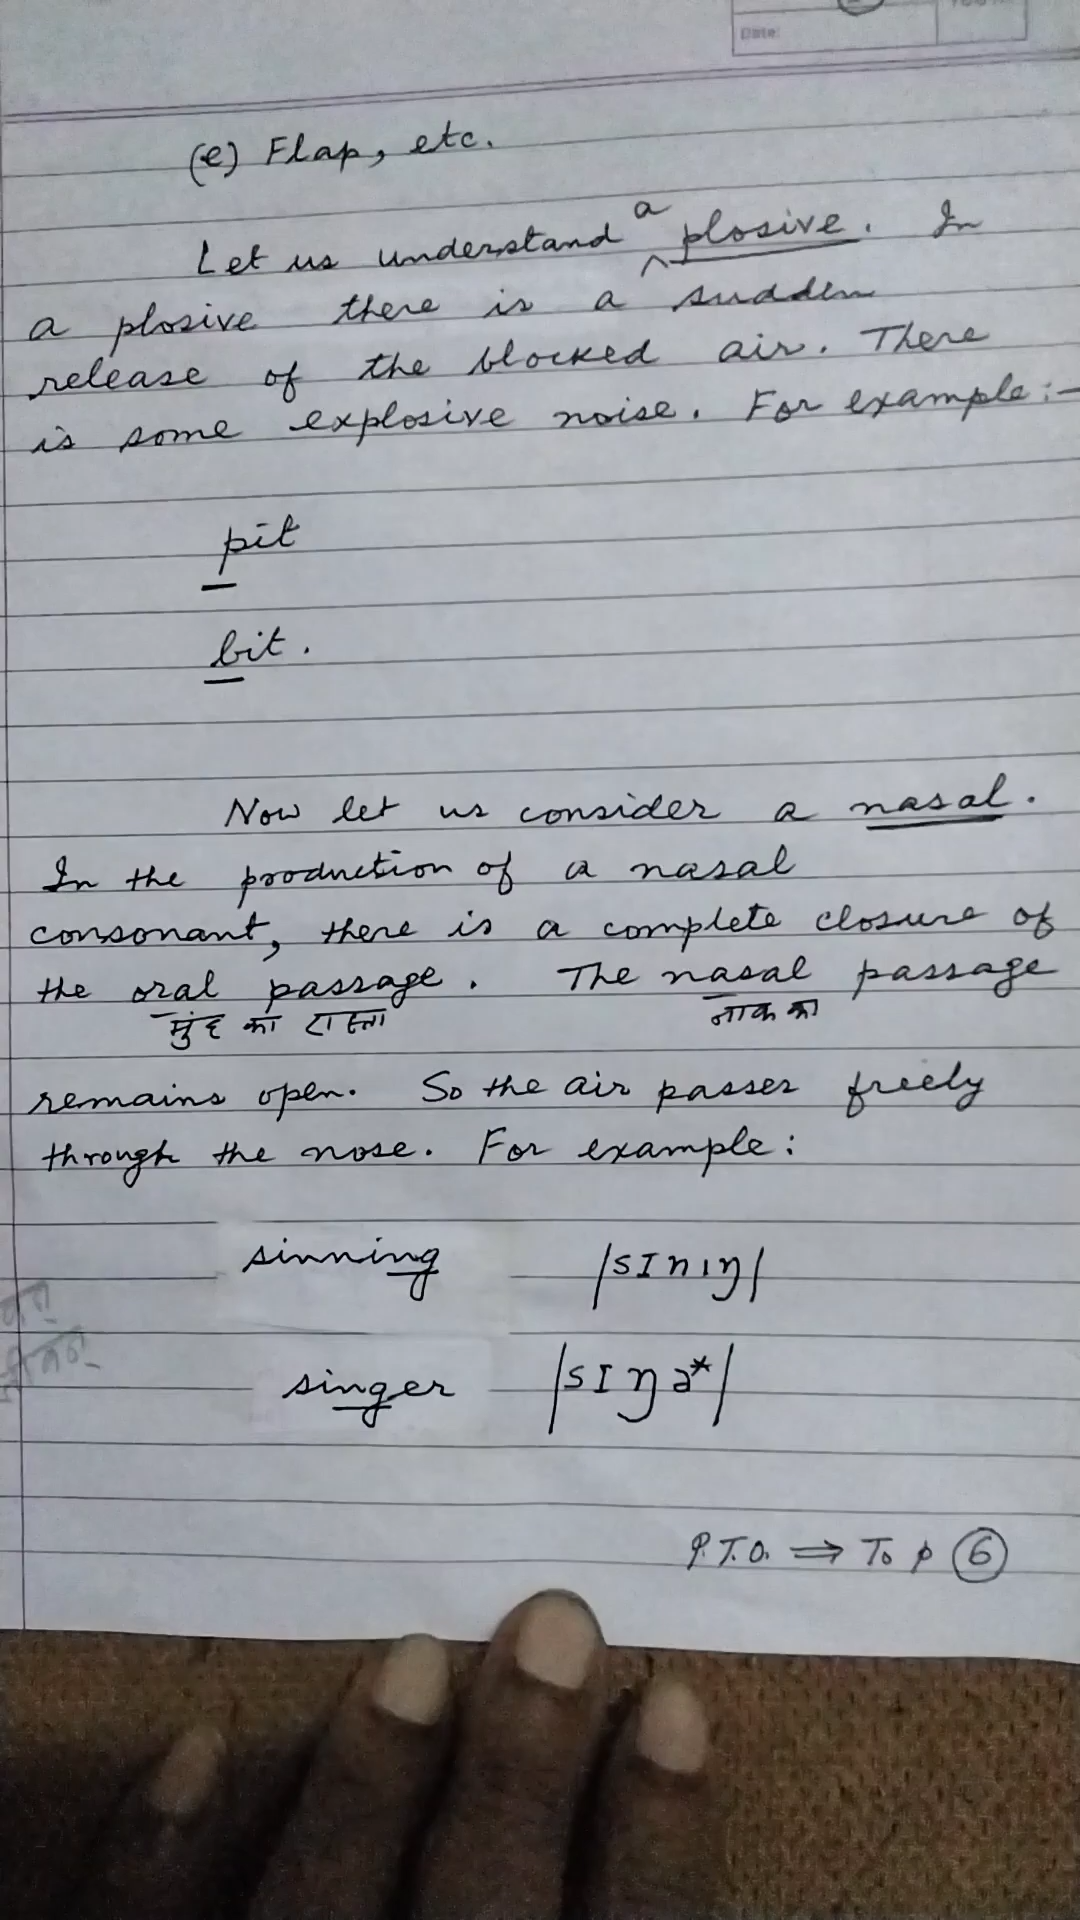 Date:
(e) Flap, etc.
Let us understand ^a plosive. In
a plosive there is a sudden
release of the blocked air. There
is some explosive noise. For example:-
pit
bit.
Now let us consider a nasal.
In the production of a nasal
consonant, there is a complete closure of
the oral passage. The nasal passage
मुंह का रास्ता नाक का
remains open. So the air passes freely
through the nose. For example:
sinning /sɪnɪŋ/
singer /sɪŋə*/
P.T.O. ⇒ To p 6